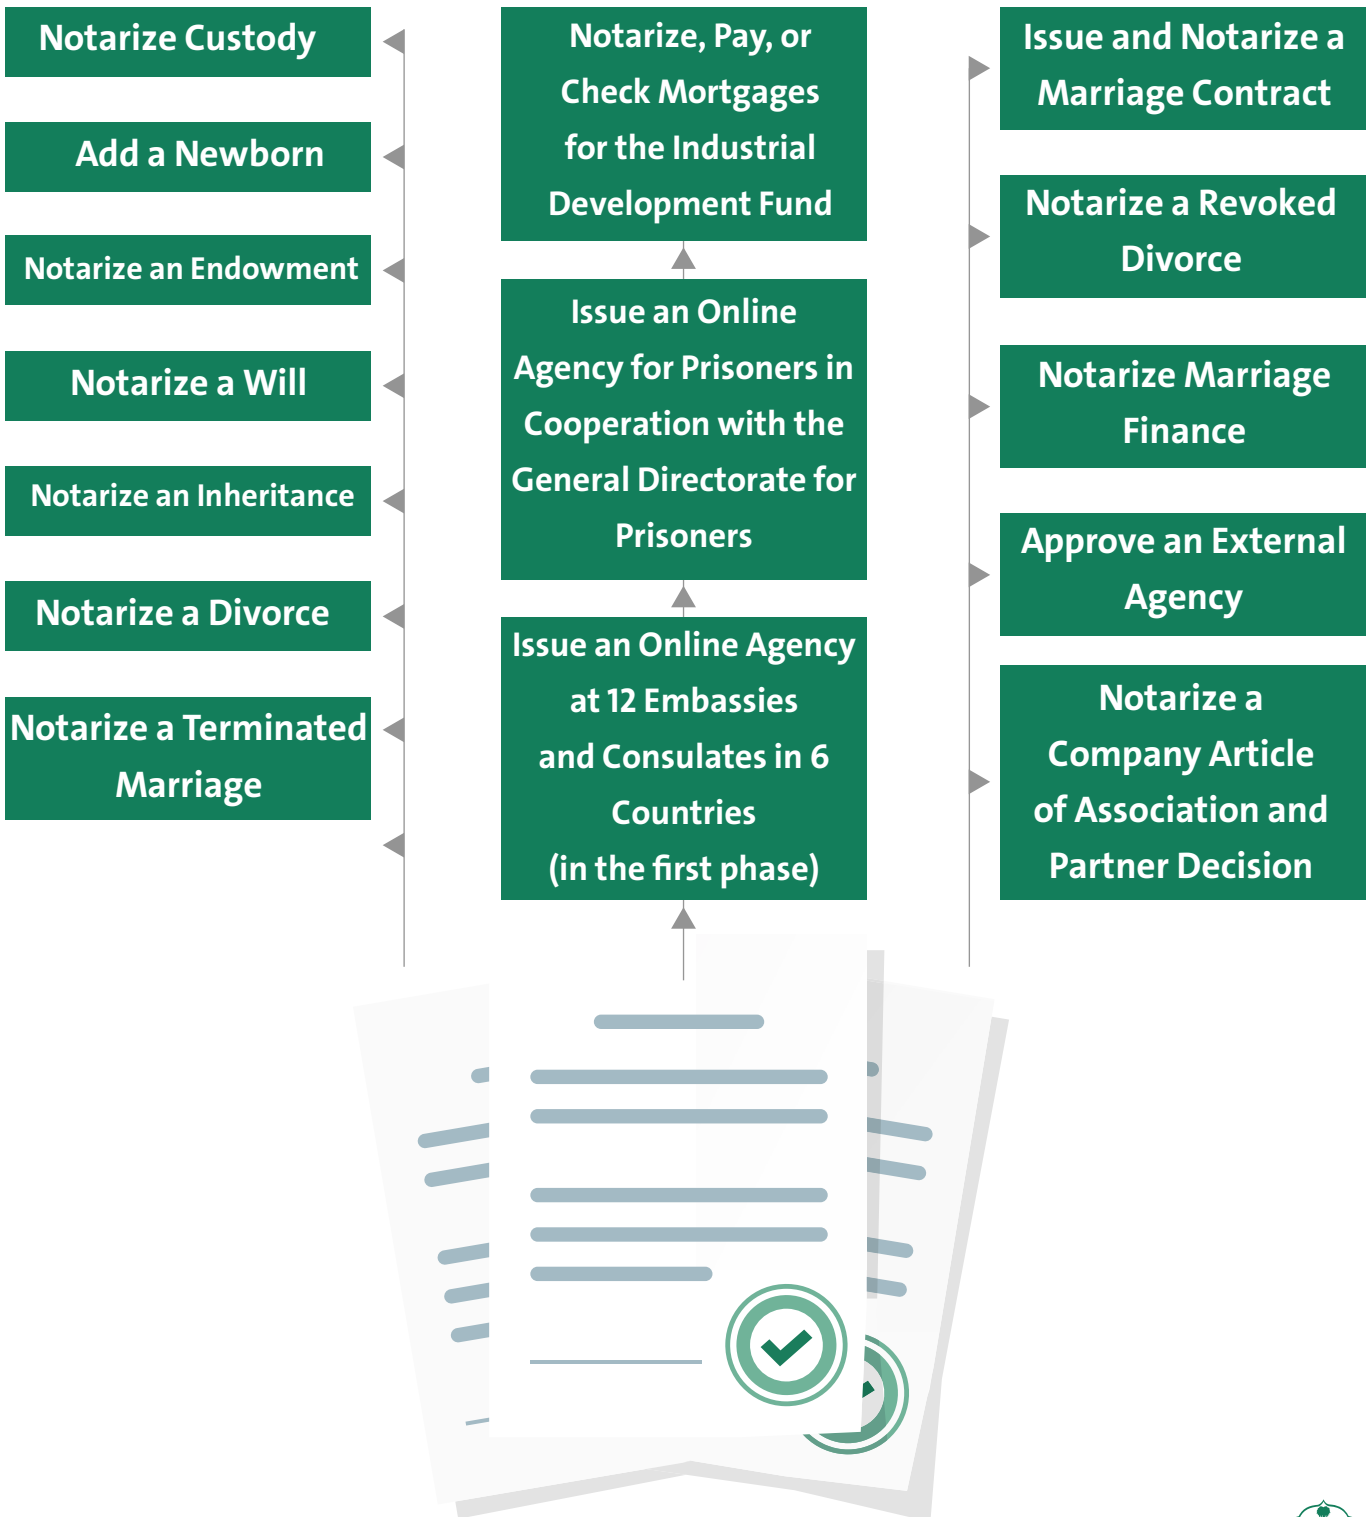 Notarize Custody
Add a Newborn
Notarize an Endowment
Notarize a Will
Notarize an Inheritance
Notarize a Divorce
Notarize a Terminated
Marriage
Notarize, Pay, or
Check Mortgages
for the Industrial
Development Fund
Issue an Online
Agency for Prisoners in
Cooperation with the
General Directorate for
Prisoners
Issue an Online Agency
at 12 Embassies
and Consulates in 6
Countries
(in the first phase)
Issue and Notarize a
Marriage Contract
Notarize a Revoked
Divorce
Notarize Marriage
Finance
Approve an External
Agency
Notarize a
Company Article
of Association and
Partner Decision